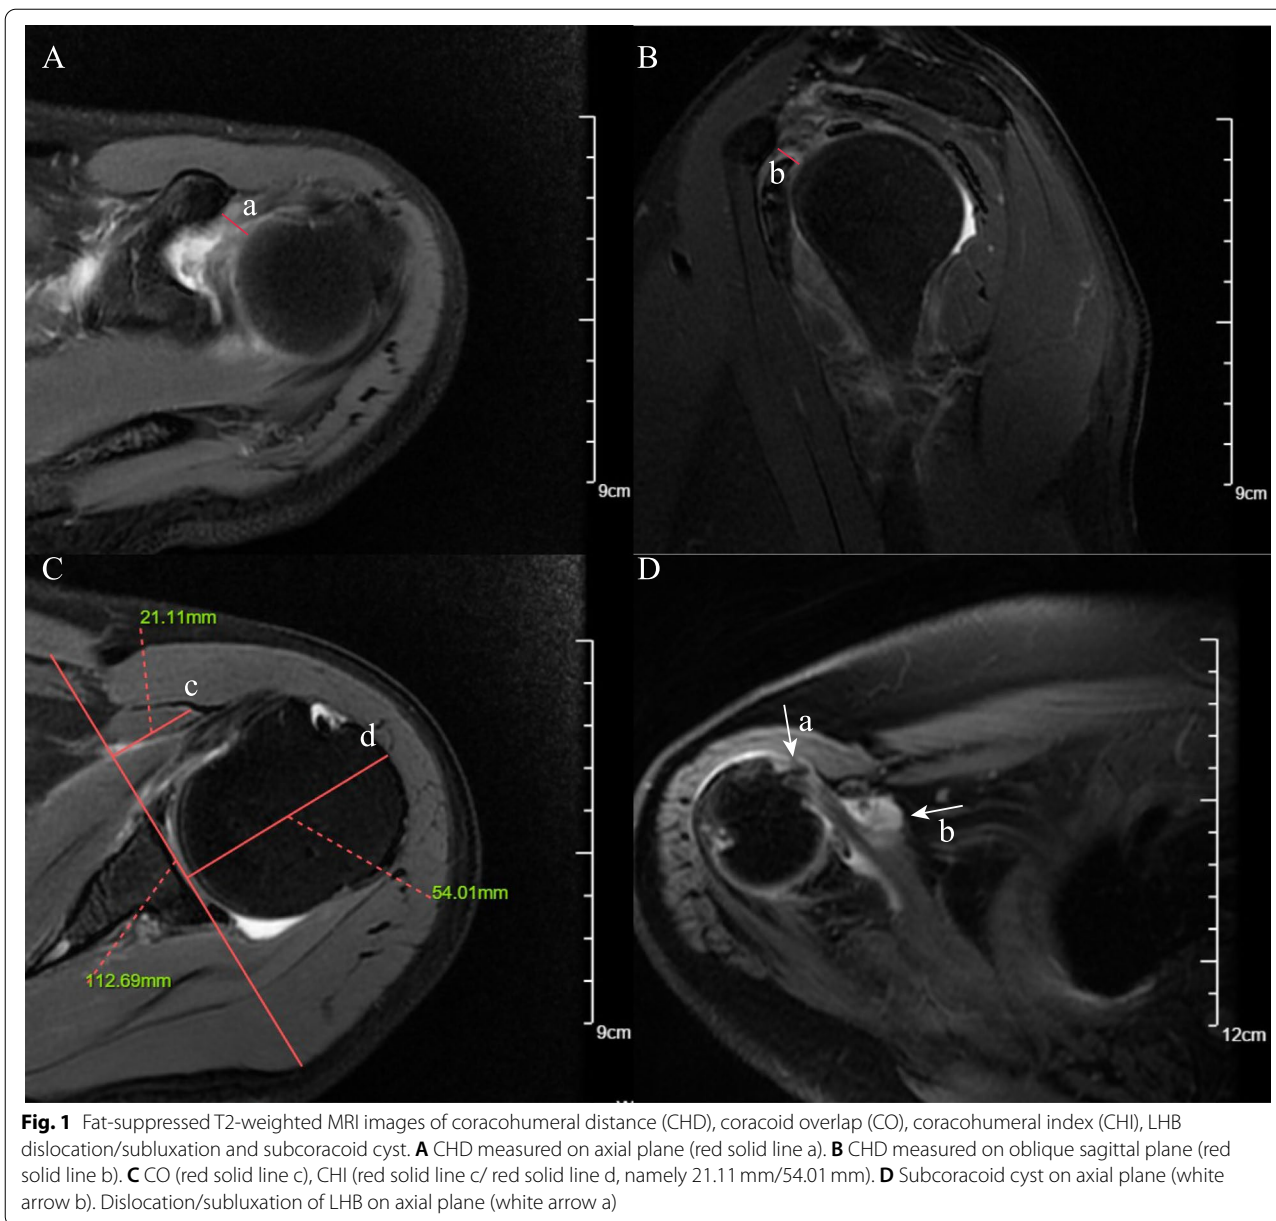 A
B
a
b
9cm
9cm
C
D
21.11mm
c
d
a
b
54.01mm
112.69mm
9cm
12cm
Fig. 1 Fat-suppressed T2-weighted MRI images of coracohumeral distance (CHD), coracoid overlap (CO), coracohumeral index (CHI), LHB
dislocation/subluxation and subcoracoid cyst. A CHD measured on axial plane (red solid line a). B CHD measured on oblique sagittal plane (red
solid line b). C CO (red solid line c), CHI (red solid line c/ red solid line d, namely 21.11 mm/54.01 mm). D Subcoracoid cyst on axial plane (white
arrow b). Dislocation/subluxation of LHB on axial plane (white arrow a)